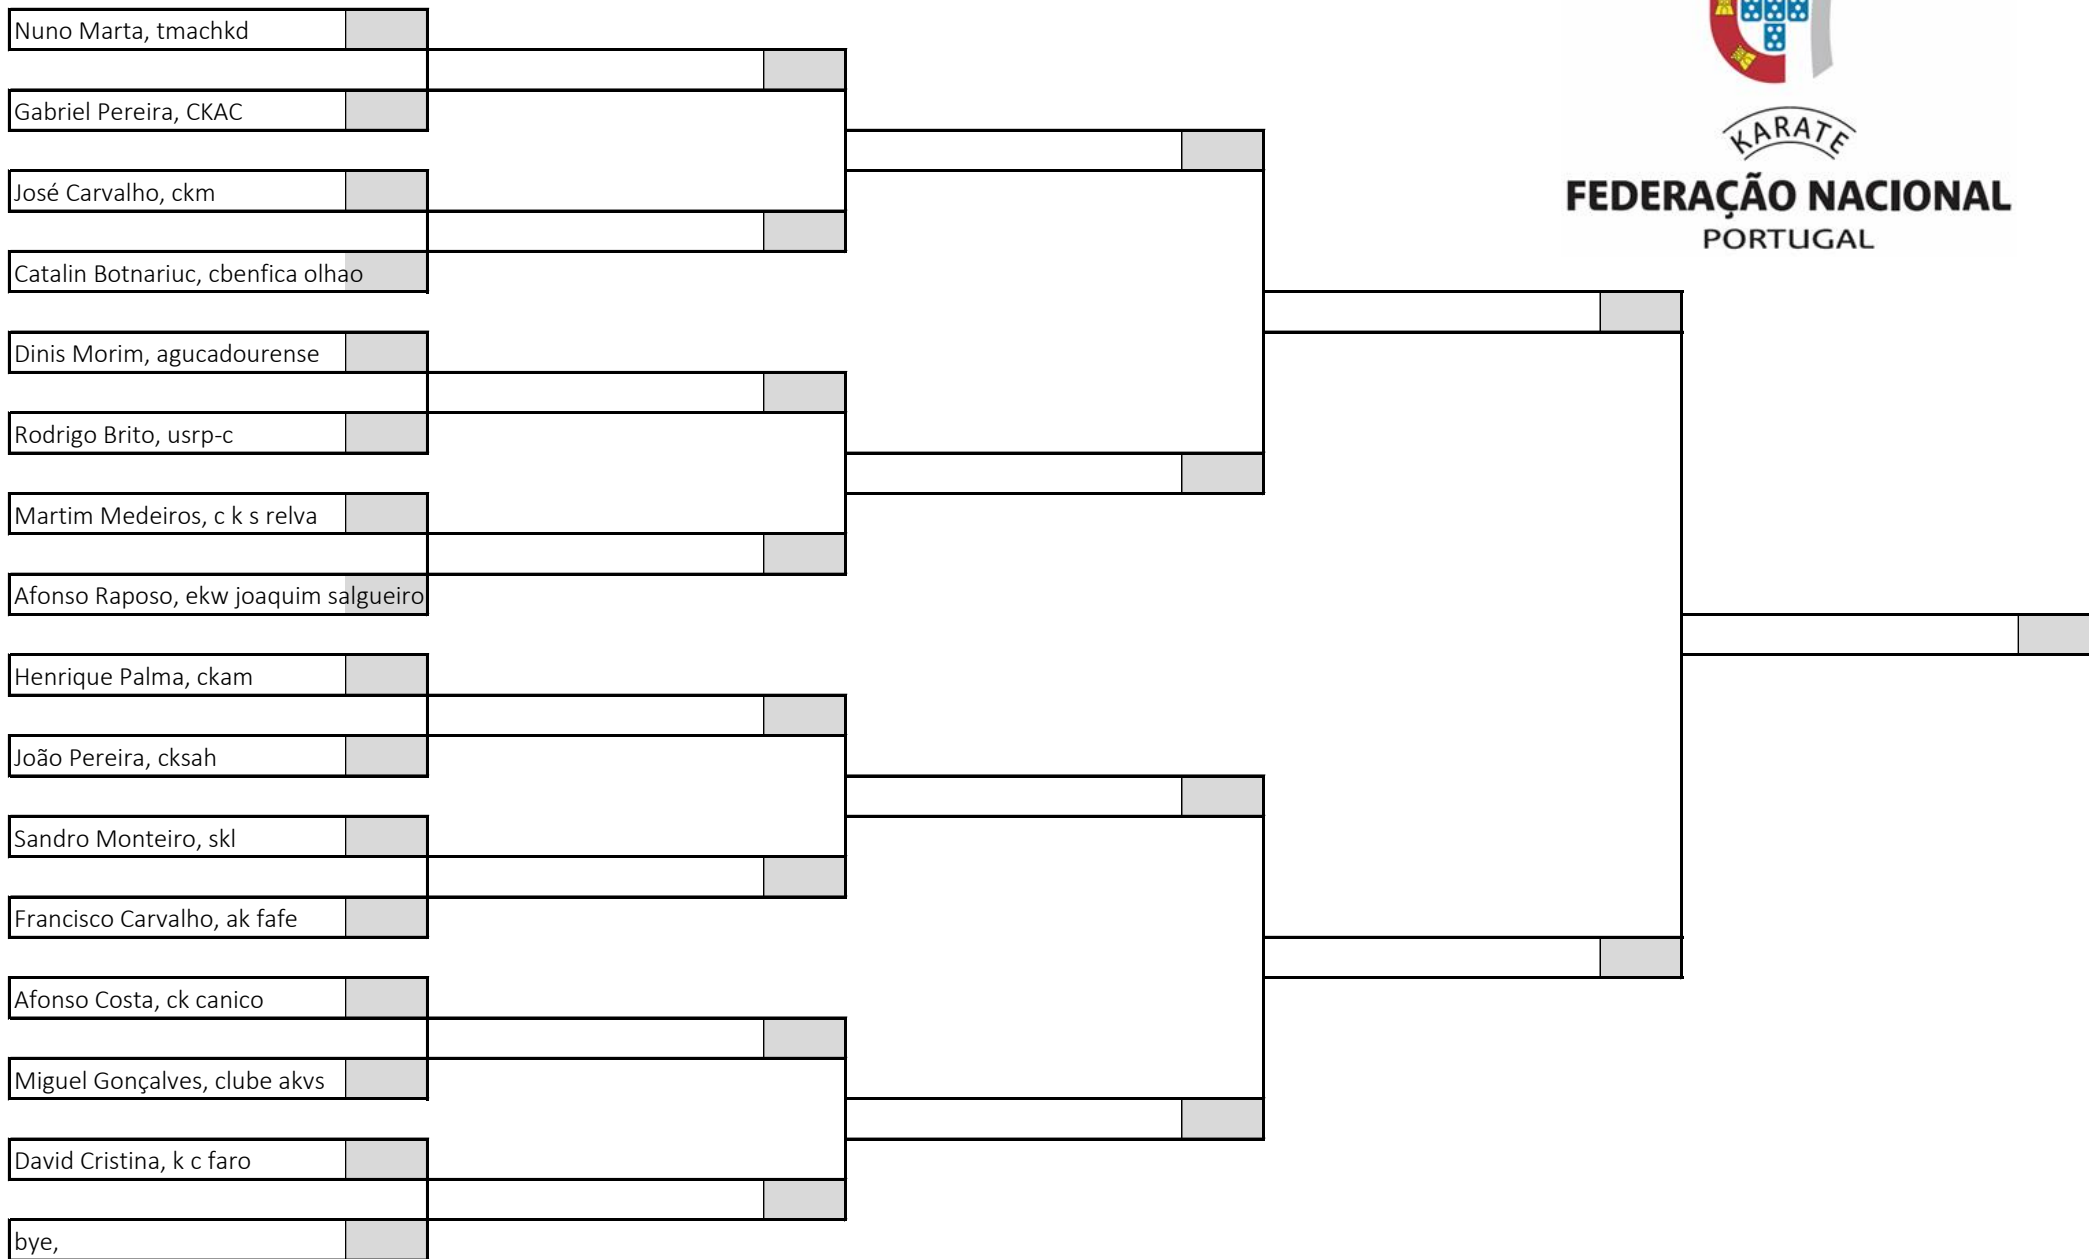 Nuno Marta, tmachkd
Gabriel Pereira, CKAC
José Carvalho, ckm
Catalin Botnariuc, cbenfica olhao
Dinis Morim, agucadourense
Rodrigo Brito, usrp-c
Martim Medeiros, c k s relva
Afonso Raposo, ekw joaquim salgueiro
Henrique Palma, ckam
João Pereira, cksah
Sandro Monteiro, skl
Francisco Carvalho, ak fafe
Afonso Costa, ck canico
Miguel Gonçalves, clube akvs
David Cristina, k c faro
bye,
KARATE
FEDERAÇÃO NACIONAL
PORTUGAL